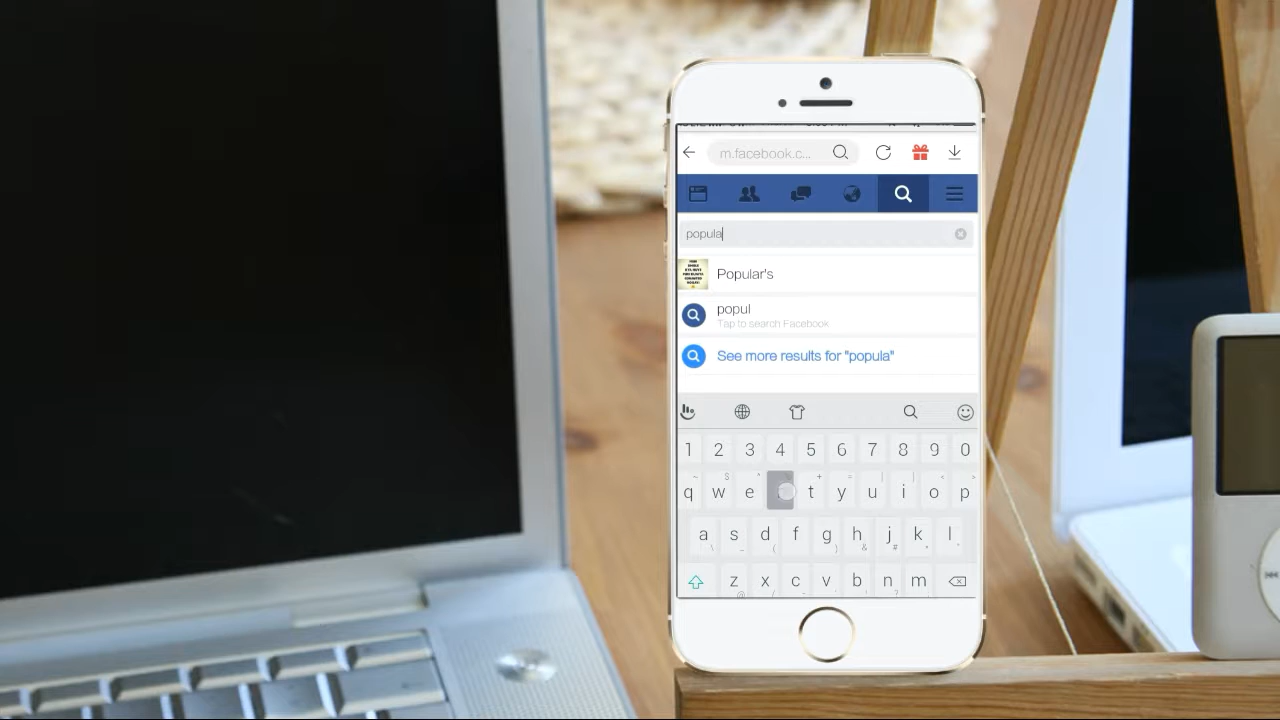 m.facebook.c...
popula
Popular's
popul
Tap to search Facebook
See more results for "popula"
1 2 3 4 5 6 7 8 9 0
q w e t y u i o p
a s d f g h j k l
z x c v b n m